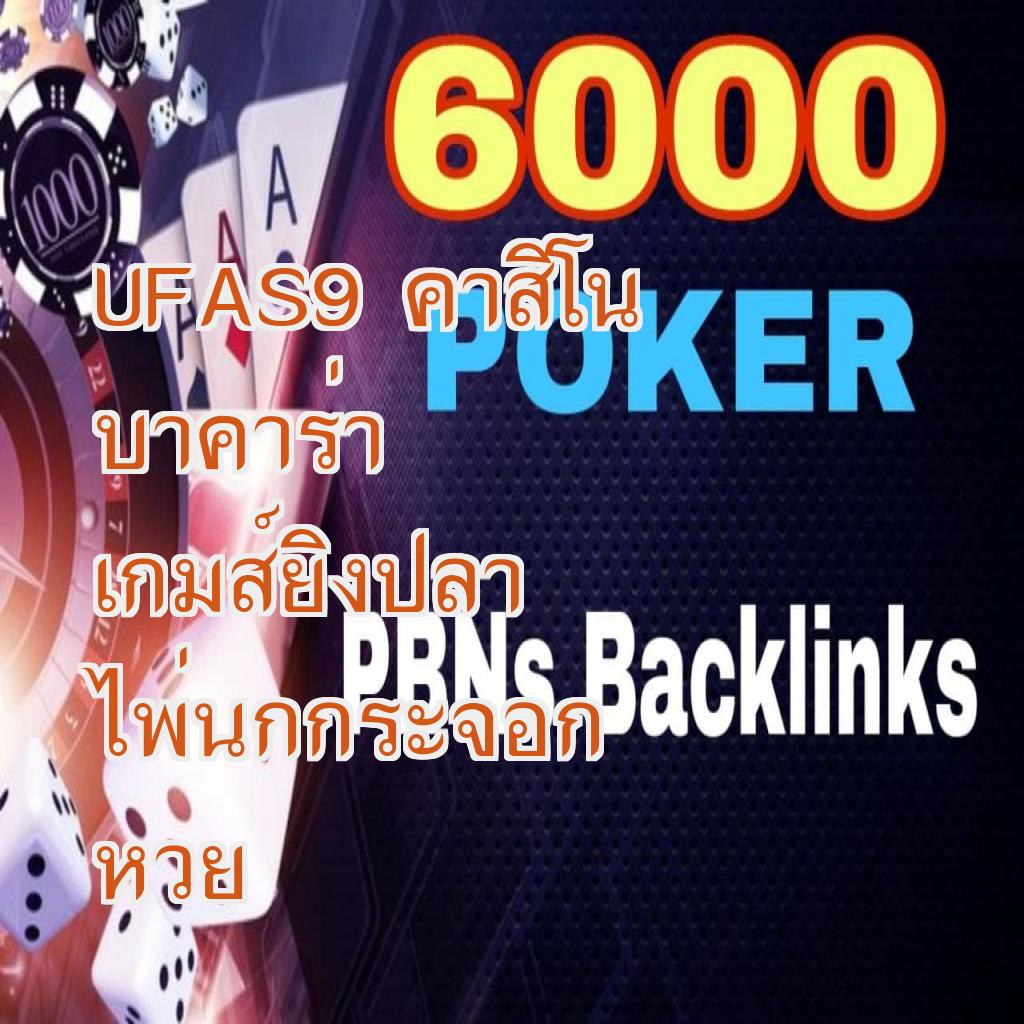 6000
UFAS9 คาสิโน
POKER
บาคาร่า
เกมส์ยิงปลา
PBNs Backlinks
ไพ่นกกระจอก
หวย
1000
1000
A
A
A